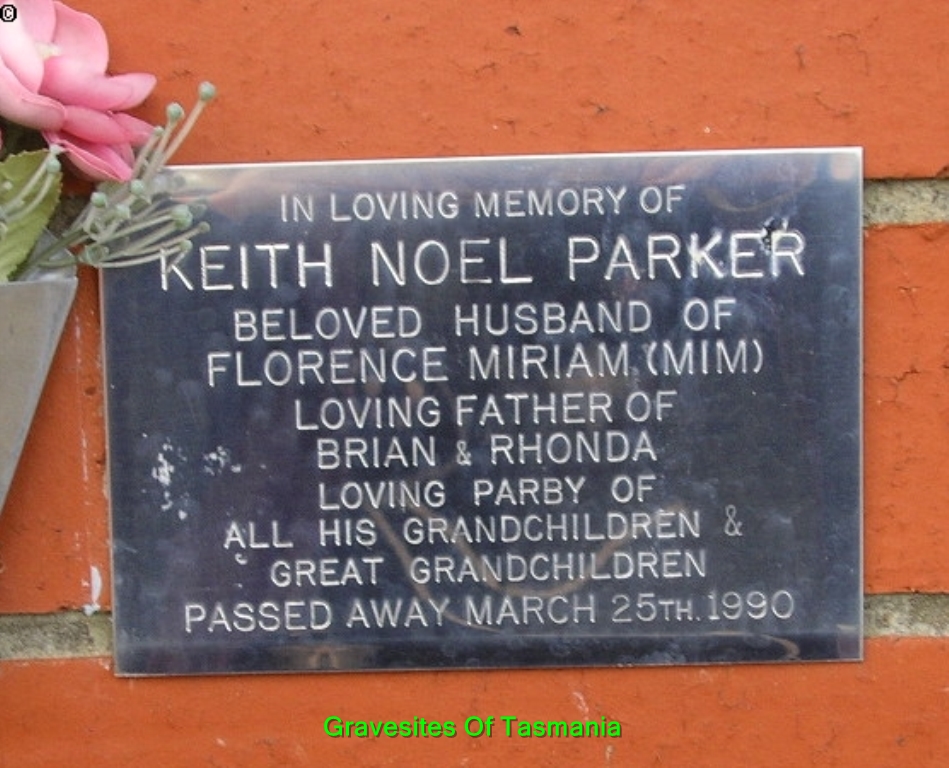 ©
IN LOVING MEMORY OF
KEITH NOEL PARKER
BELOVED HUSBAND OF
FLORENCE MIRIAM (MIM)
LOVING FATHER OF
BRIAN & RHONDA
LOVING PARBY OF
ALL HIS GRANDCHILDREN &
GREAT GRANDCHILDREN
PASSED AWAY MARCH 25TH. 1990
Gravesites Of Tasmania